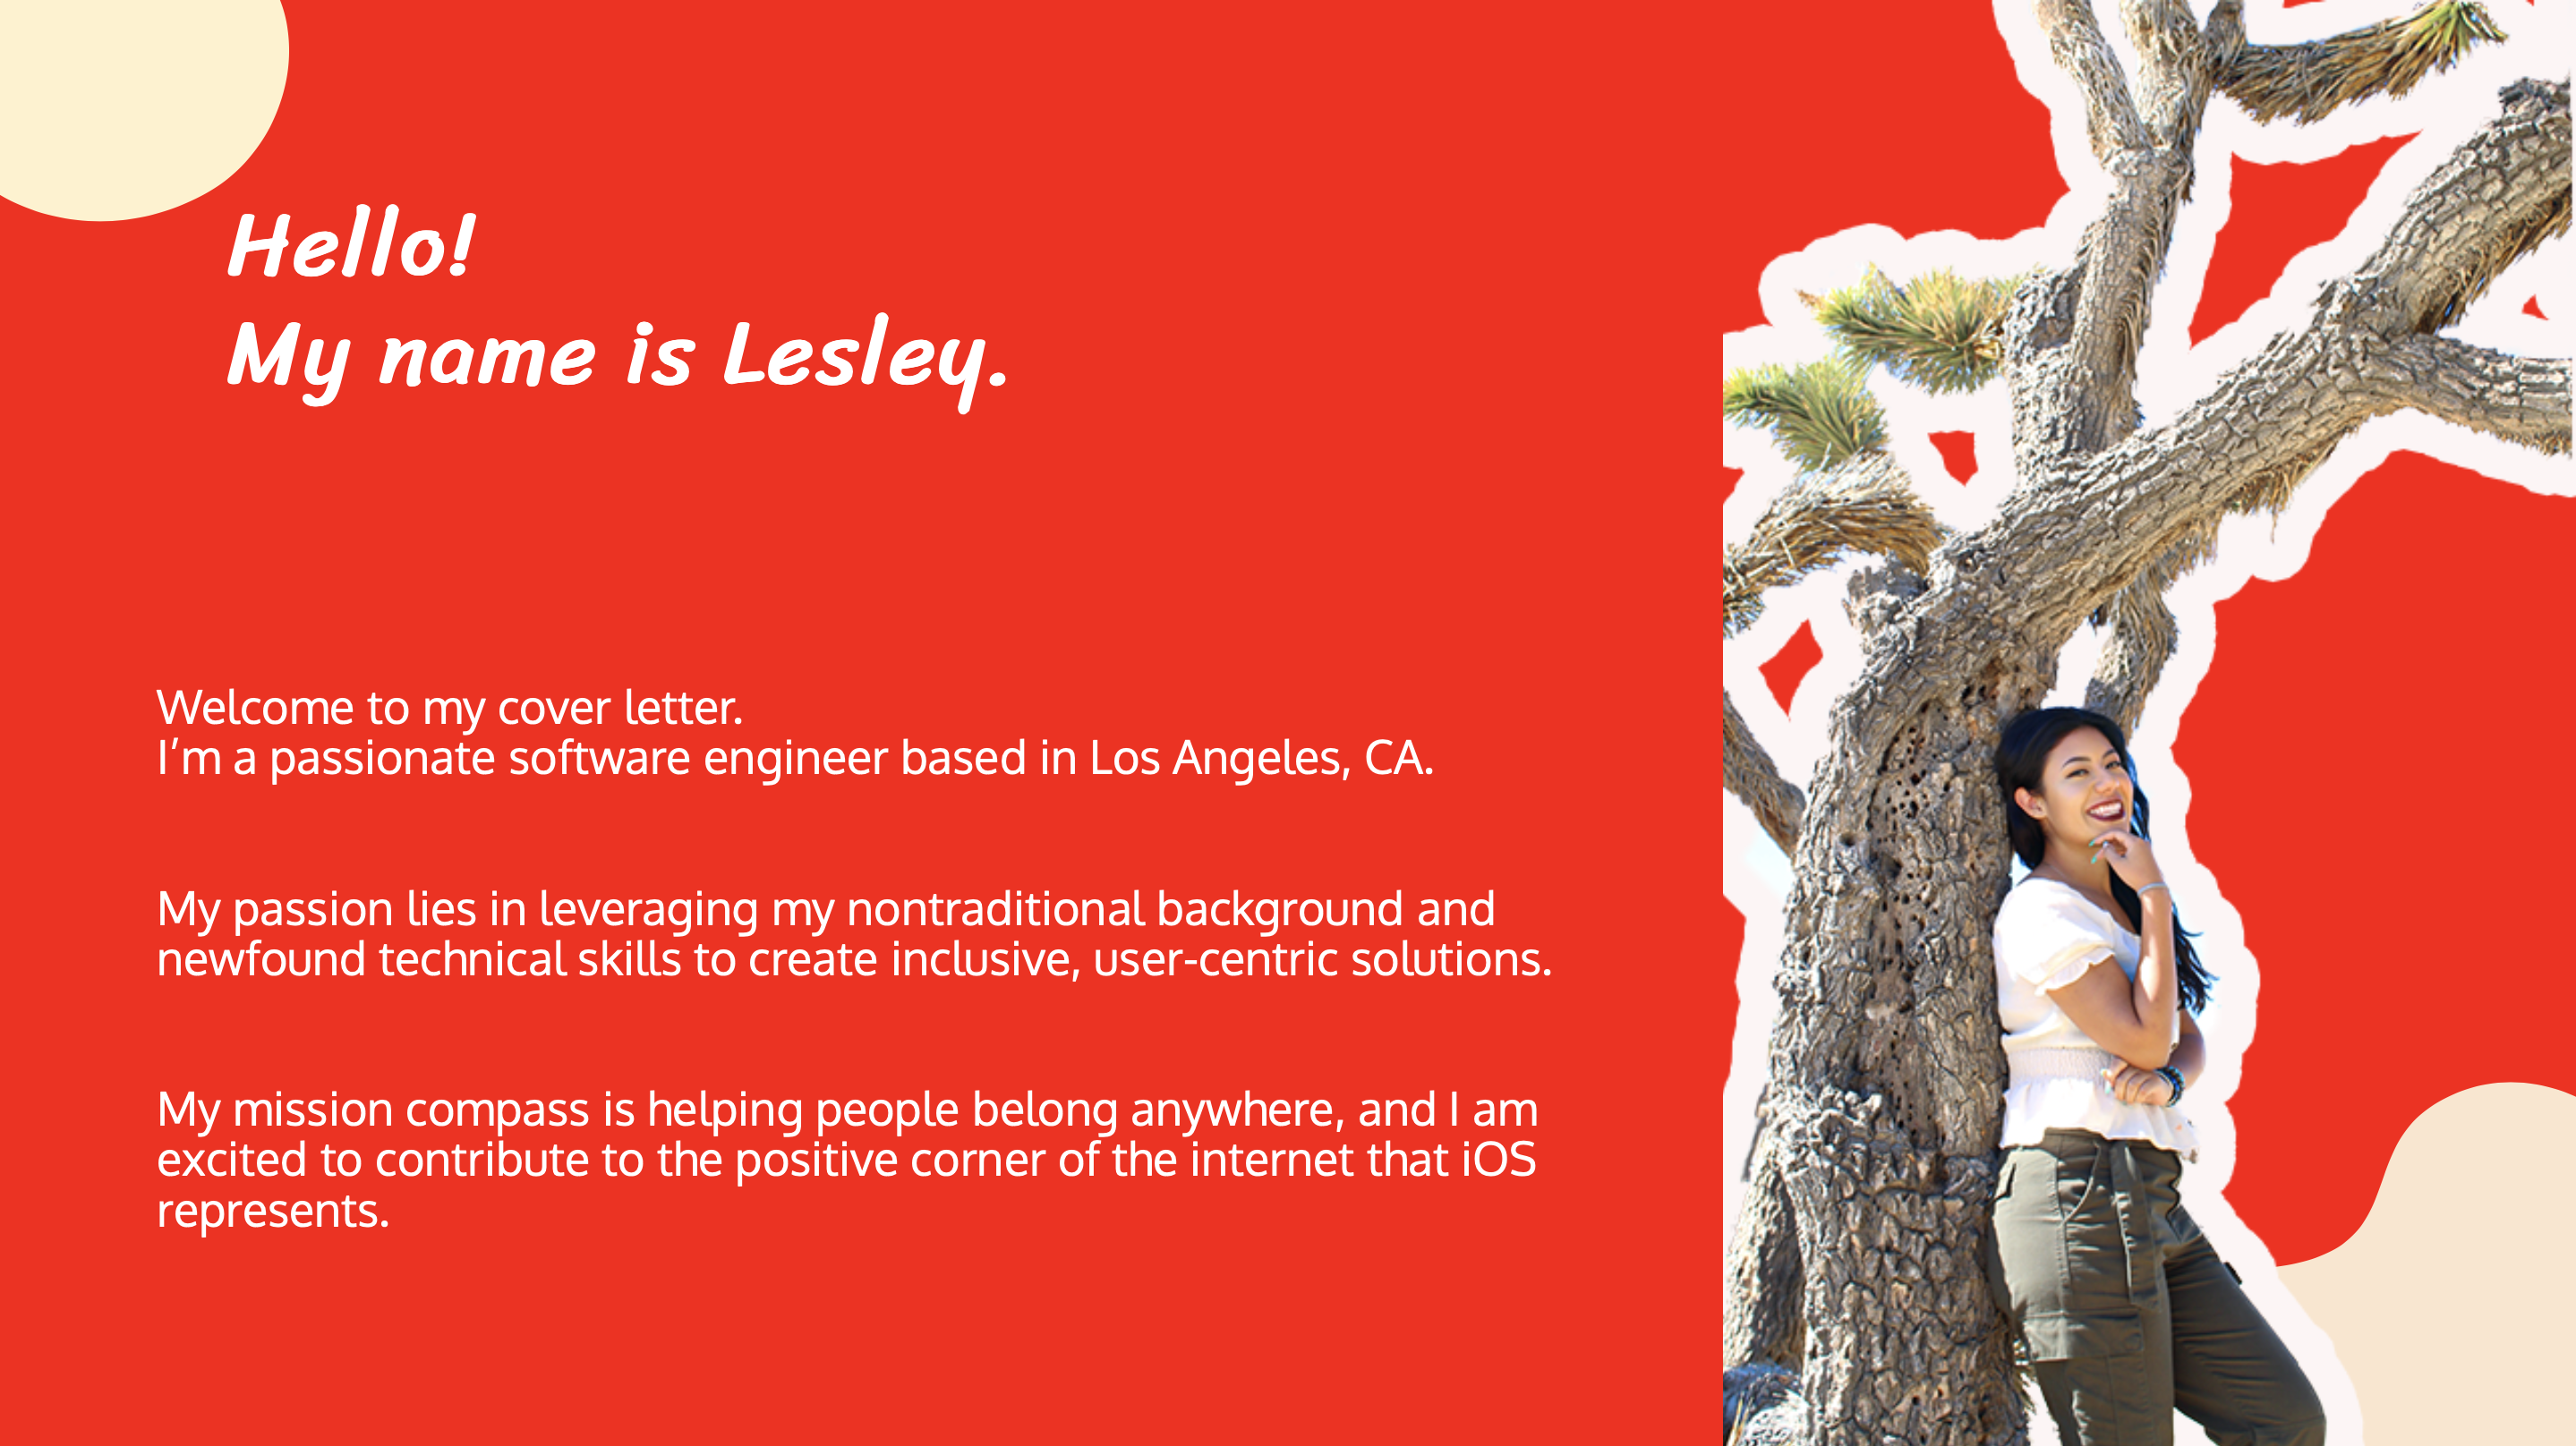 Hello!
My name is Lesley.
Welcome to my cover letter.
I’m a passionate software engineer based in Los Angeles, CA.
My passion lies in leveraging my nontraditional background and
newfound technical skills to create inclusive, user-centric solutions.
My mission compass is helping people belong anywhere, and I am
excited to contribute to the positive corner of the internet that iOS
represents.